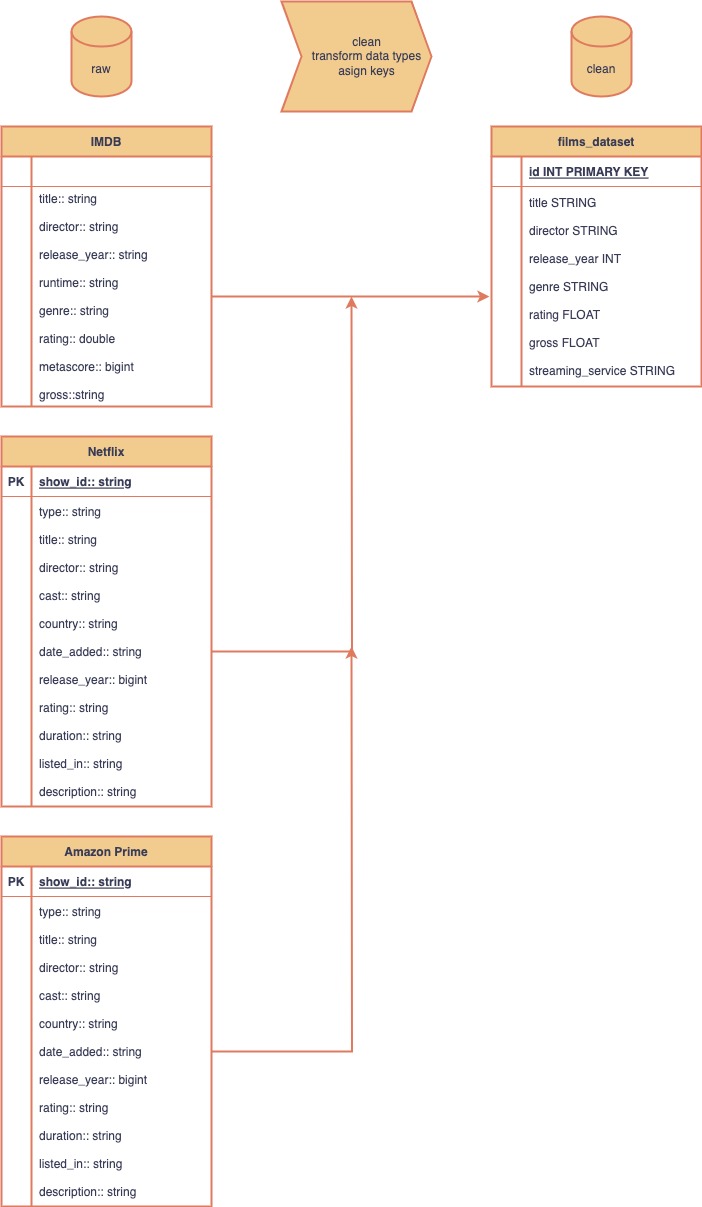 raw
clean
transform data types
asign keys
clean
IMDB
title:: string
director:: string
release_year:: string
runtime:: string
genre:: string
rating:: double
metascore:: bigint
gross::string
films_dataset
id INT PRIMARY KEY
title STRING
director STRING
release_year INT
genre STRING
rating FLOAT
gross FLOAT
streaming_service STRING
Netflix
PK show_id:: string
type:: string
title:: string
director:: string
cast:: string
country:: string
date_added:: string
release_year:: bigint
rating:: string
duration:: string
listed_in:: string
description:: string
Amazon Prime
PK show_id:: string
type:: string
title:: string
director:: string
cast:: string
country:: string
date_added:: string
release_year:: bigint
rating:: string
duration:: string
listed_in:: string
description:: string